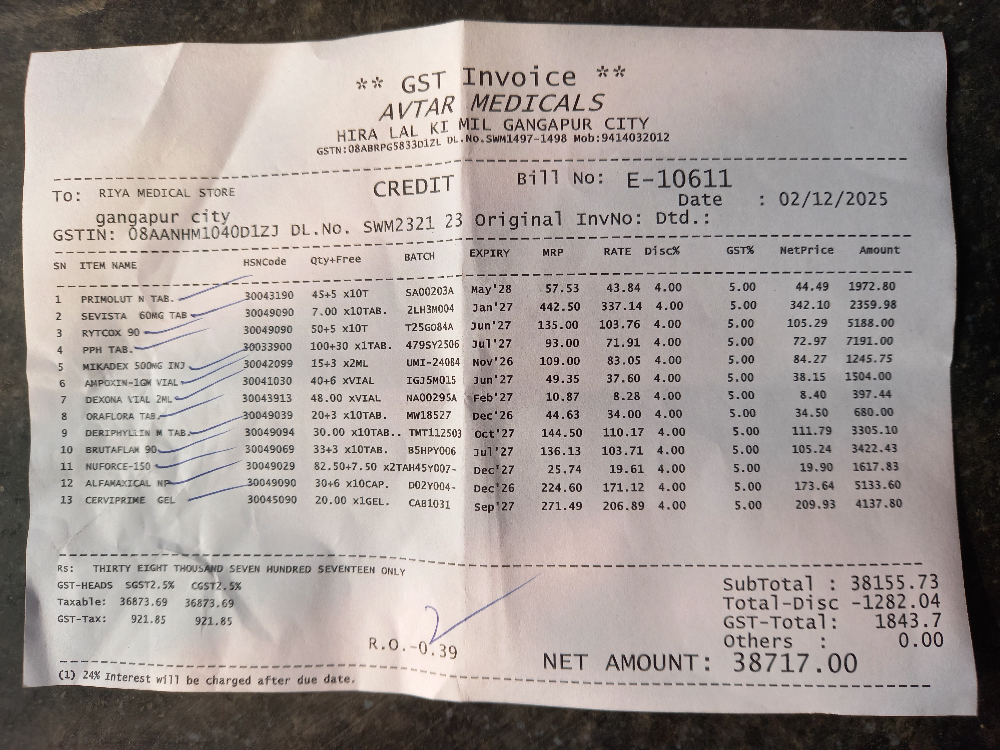 ** GST Invoice **
AVTAR MEDICALS
HIRA LAL KI MIL GANGAPUR CITY
GSTN:08ABRPG5833D1ZL DL.No.SWM1497-1498 Mob:9414032012
To: RIYA MEDICAL STORE CREDIT Bill No: E-10611
gangapur city Date : 02/12/2025
GSTIN: 08AANHM1040D1ZJ DL.No. SWM2321 23 Original InvNo: Dtd.:
SN ITEM NAME HSNCode Qty+Free BATCH EXPIRY MRP RATE Disc% GST% NetPrice Amount
1 PRIMOLUT N TAB. 30043190 45+5 x10T SA00203A May'28 57.53 43.84 4.00 5.00 44.49 1972.80
2 SEVISTA 60MG TAB 30049090 7.00 x10TAB. 2LH3M004 Jan'27 442.50 337.14 4.00 5.00 342.10 2359.98
3 RYTCOX 90 30049090 50+5 x10T T25G084A Jun'27 135.00 103.76 4.00 5.00 105.29 5188.00
4 PPH TAB. 30033900 100+30 x1TAB. 479SY2506 Jul'27 93.00 71.91 4.00 5.00 72.97 7191.00
5 MIKADEX 500MG INJ 30042099 15+3 x2ML UMI-24084 Nov'26 109.00 83.05 4.00 5.00 84.27 1245.75
6 AMPOXIN-1GM VIAL 30041030 40+6 xVIAL IGJ5M015 Jun'27 49.35 37.60 4.00 5.00 38.15 1504.00
7 DEXONA VIAL 2ML 30043913 48.00 xVIAL NA00295A Feb'27 10.87 8.28 4.00 5.00 8.40 397.44
8 ORAFLORA TAB. 30049039 20+3 x10TAB. MW18527 Dec'26 44.63 34.00 4.00 5.00 34.50 680.00
9 DERIPHYLLIN M TAB. 30049094 30.00 x10TAB.. TMT112503 Oct'27 144.50 110.17 4.00 5.00 111.79 3305.10
10 BRUTAFLAM 90 30049069 33+3 x10TAB. B5HPY006 Jul'27 136.13 103.71 4.00 5.00 105.24 3422.43
11 NUFORCE-150 30049029 82.50+7.50 x2TAH45Y007- Dec'27 25.74 19.61 4.00 5.00 19.90 1617.83
12 ALFAMAXICAL NP 30049090 30+6 x10CAP. D02Y004- Dec'26 224.60 171.12 4.00 5.00 173.64 5133.60
13 CERVIPRIME GEL 30045090 20.00 x1GEL. CAB1031 Sep'27 271.49 206.89 4.00 5.00 209.93 4137.80
Rs: THIRTY EIGHT THOUSAND SEVEN HUNDRED SEVENTEEN ONLY
GST-HEADS SGST2.5% CGST2.5% SubTotal : 38155.73
Taxable: 36873.69 36873.69 Total-Disc -1282.04
GST-Tax: 921.85 921.85 GST-Total: 1843.7
R.O.-0.39 Others : 0.00
NET AMOUNT: 38717.00
(1) 24% Interest will be charged after due date.